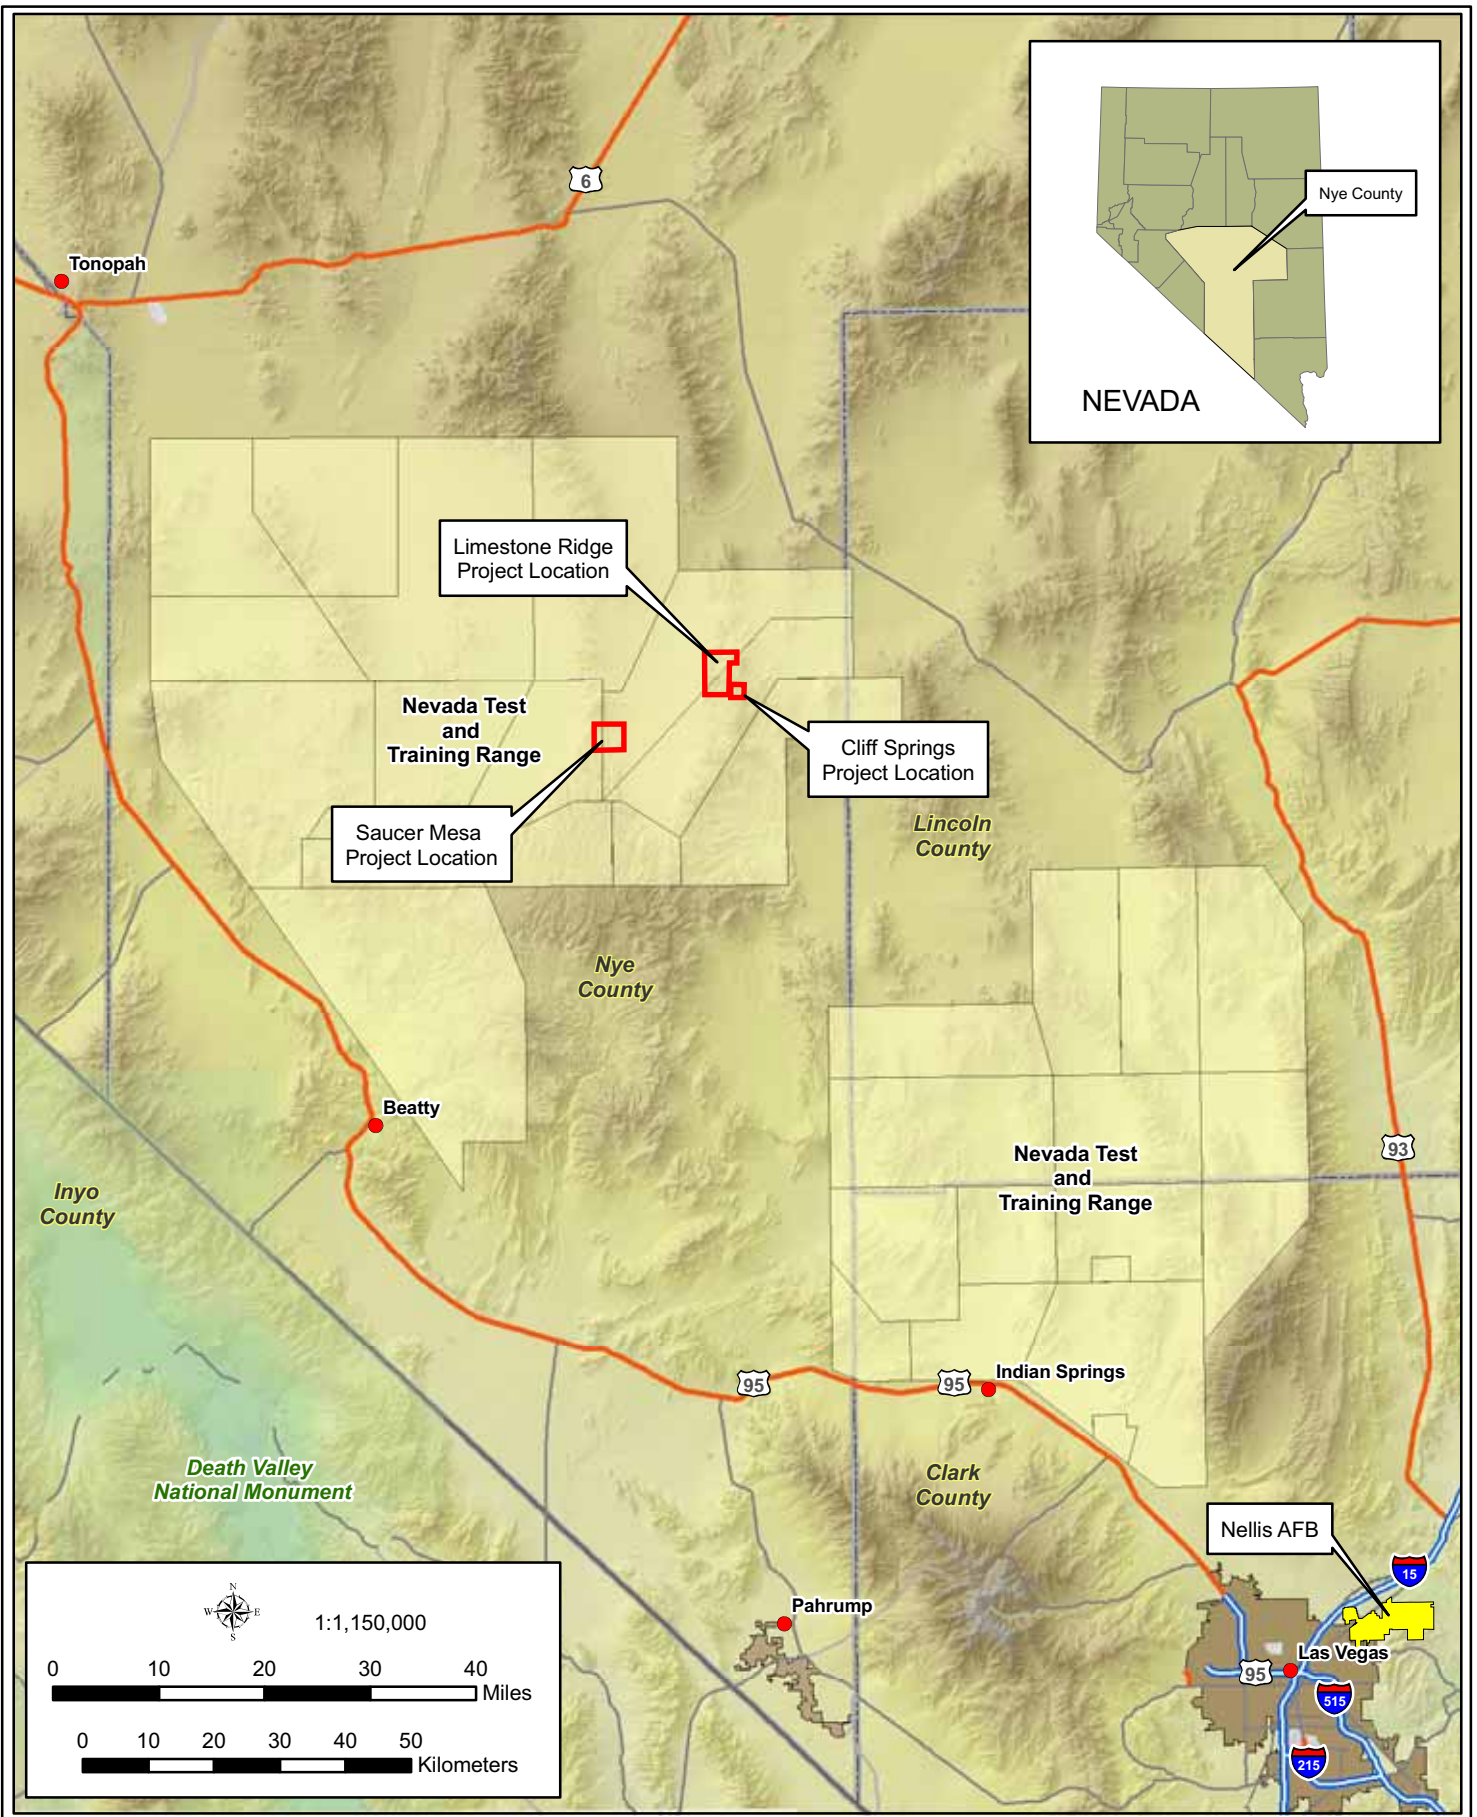 6
Nye County
NEVADA
Tonopah
Limestone Ridge
Project Location
Nevada Test
and
Training Range
Cliff Springs
Project Location
Saucer Mesa
Project Location
Lincoln
County
Nye
County
Beatty
Nevada Test
and
Training Range
93
Inyo
County
95
95
Indian Springs
Death Valley
National Monument
Clark
County
Nellis AFB
15
Pahrump
Las Vegas
95
515
215
N
W E
S
1:1,150,000
0 10 20 30 40
Miles
0 10 20 30 40 50
Kilometers